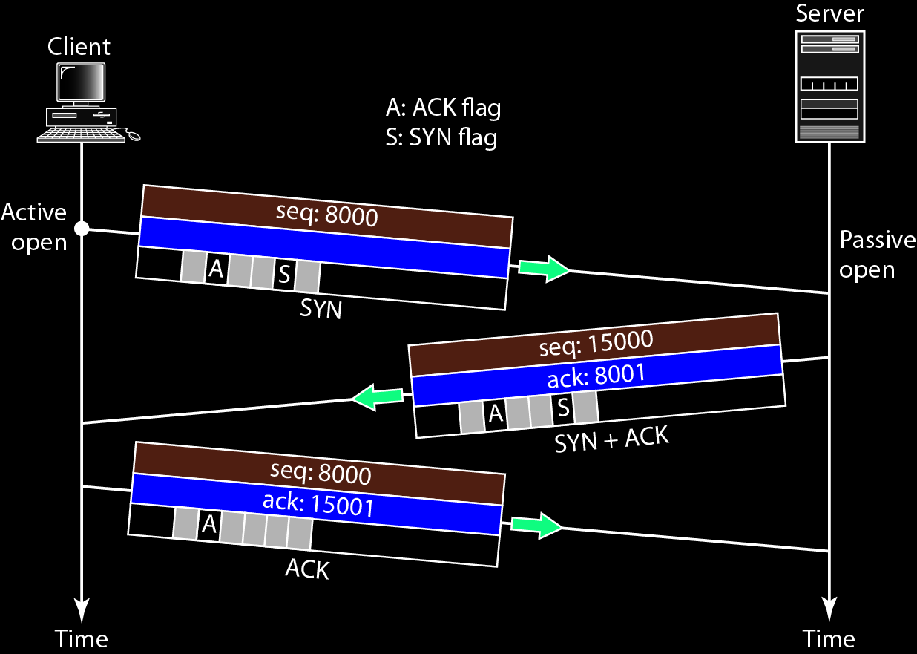 Server
Client
A: ACK flag
S: SYN flag
Active
open
seq: 8000
A S
SYN
Passive
open
seq: 15000
ack: 8001
A S
SYN + ACK
seq: 8000
ack: 15001
A
ACK
Time
Time